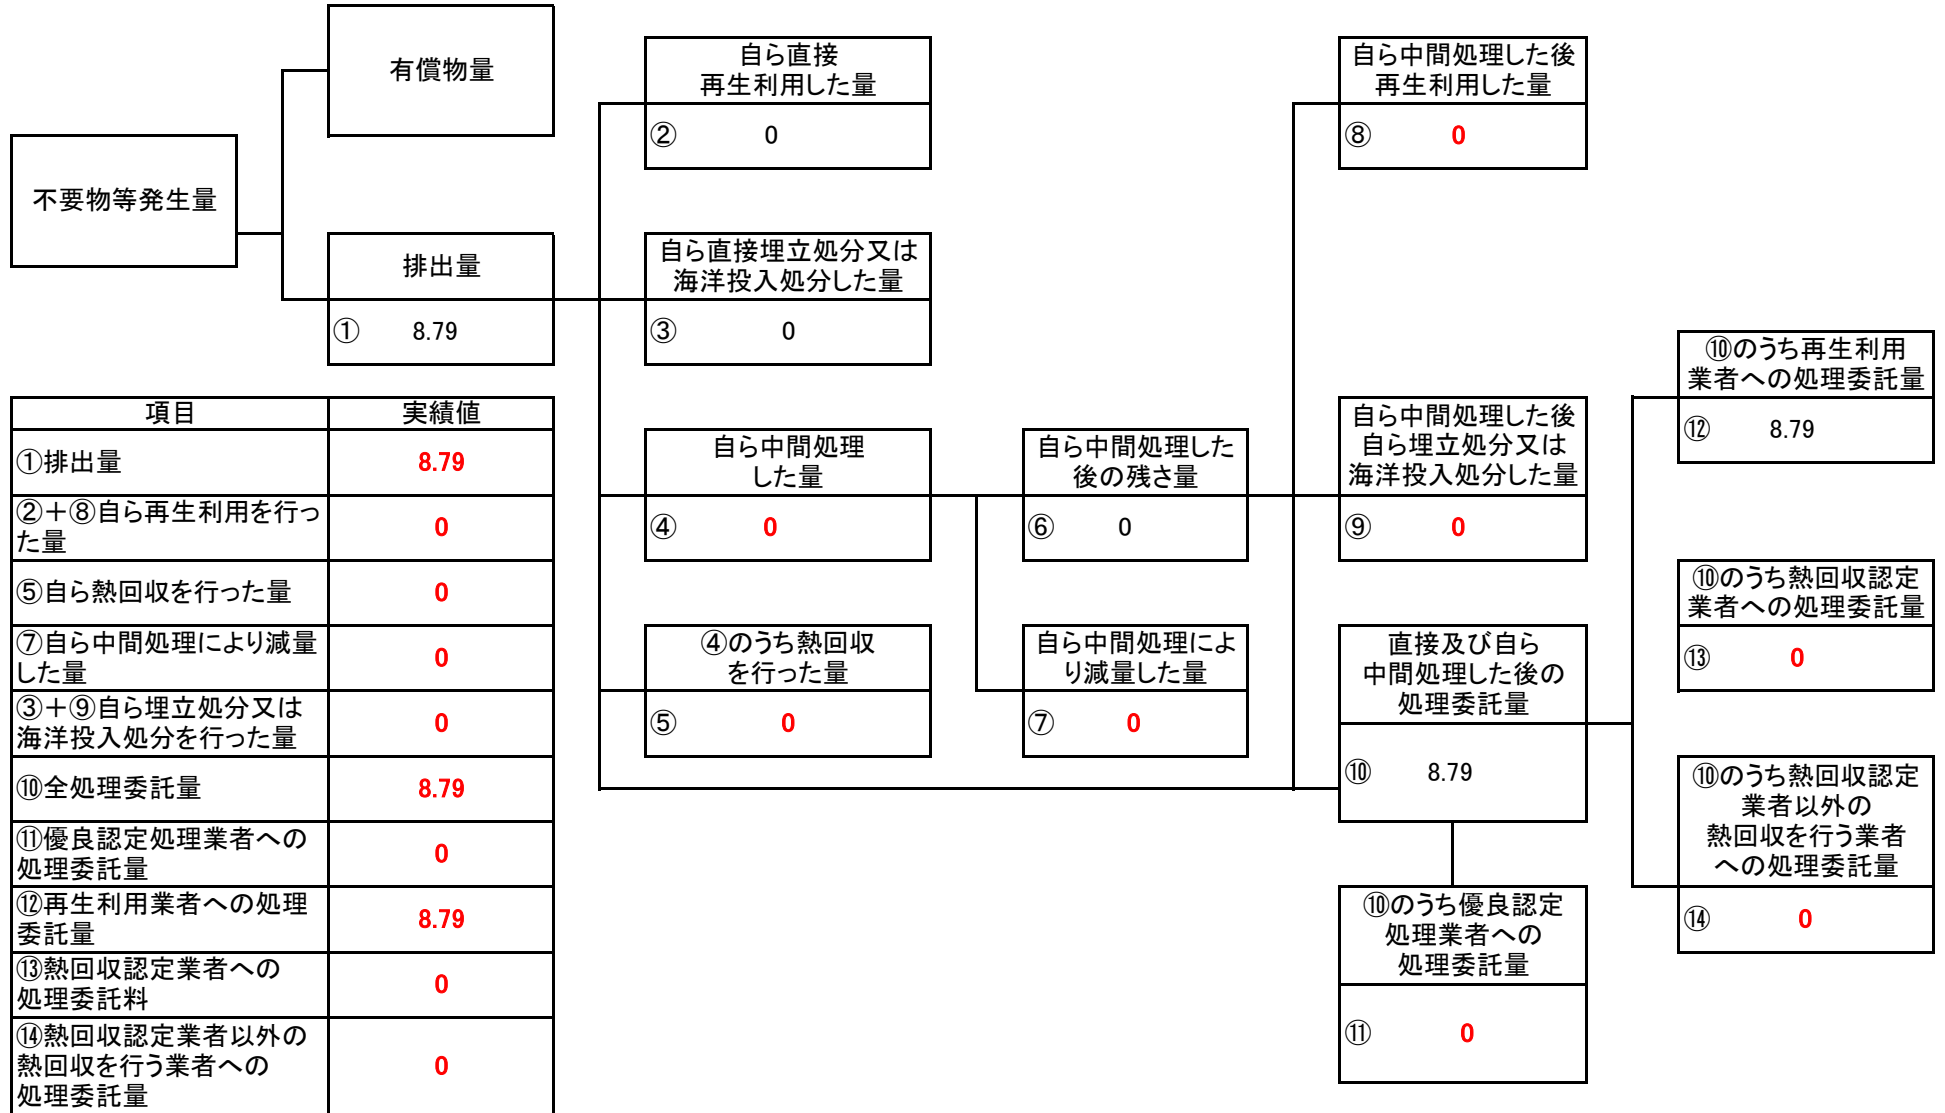 有償物量
不要物等発生量
排出量
① 8.79
自ら直接
再生利用した量
② 0
自ら直接埋立処分又は
海洋投入処分した量
③ 0
自ら中間処理
した量
④ 0
④のうち熱回収
を行った量
⑤ 0
自ら中間処理した
後の残さ量
⑥ 0
自ら中間処理によ
り減量した量
⑦ 0
自ら中間処理した後
再生利用した量
⑧ 0
自ら中間処理した後
自ら埋立処分又は
海洋投入処分した量
⑨ 0
直接及び自ら
中間処理した後の
処理委託量
⑩ 8.79
⑩のうち優良認定
処理業者への
処理委託量
⑪ 0
⑩のうち再生利用
業者への処理委託量
⑫ 8.79
⑩のうち熱回収認定
業者への処理委託量
⑬ 0
⑩のうち熱回収認定
業者以外の
熱回収を行う業者
への処理委託量
⑭ 0
項目 実績値
①排出量 8.79
②＋⑧自ら再生利用を行っ
た量 0
⑤自ら熱回収を行った量 0
⑦自ら中間処理により減量
した量 0
③＋⑨自ら埋立処分又は
海洋投入処分を行った量 0
⑩全処理委託量 8.79
⑪優良認定処理業者への
処理委託量 0
⑫再生利用業者への処理
委託量 8.79
⑬熱回収認定業者への
処理委託料 0
⑭熱回収認定業者以外の
熱回収を行う業者への
処理委託量 0